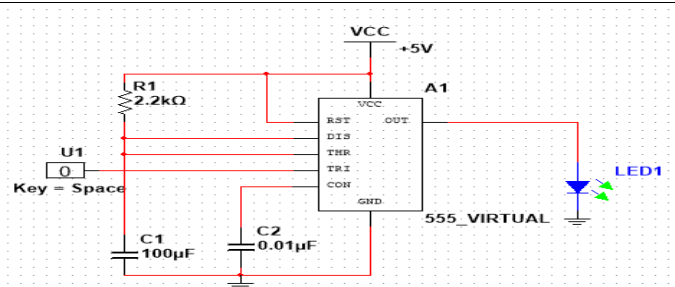 VCC
+5V
R1
2.2kΩ
A1
VCC
RST
OUT
DIS
THR
TRI
CON
GND
U1
0
Key = Space
LED1
555_VIRTUAL
C1
100µF
C2
0.01µF